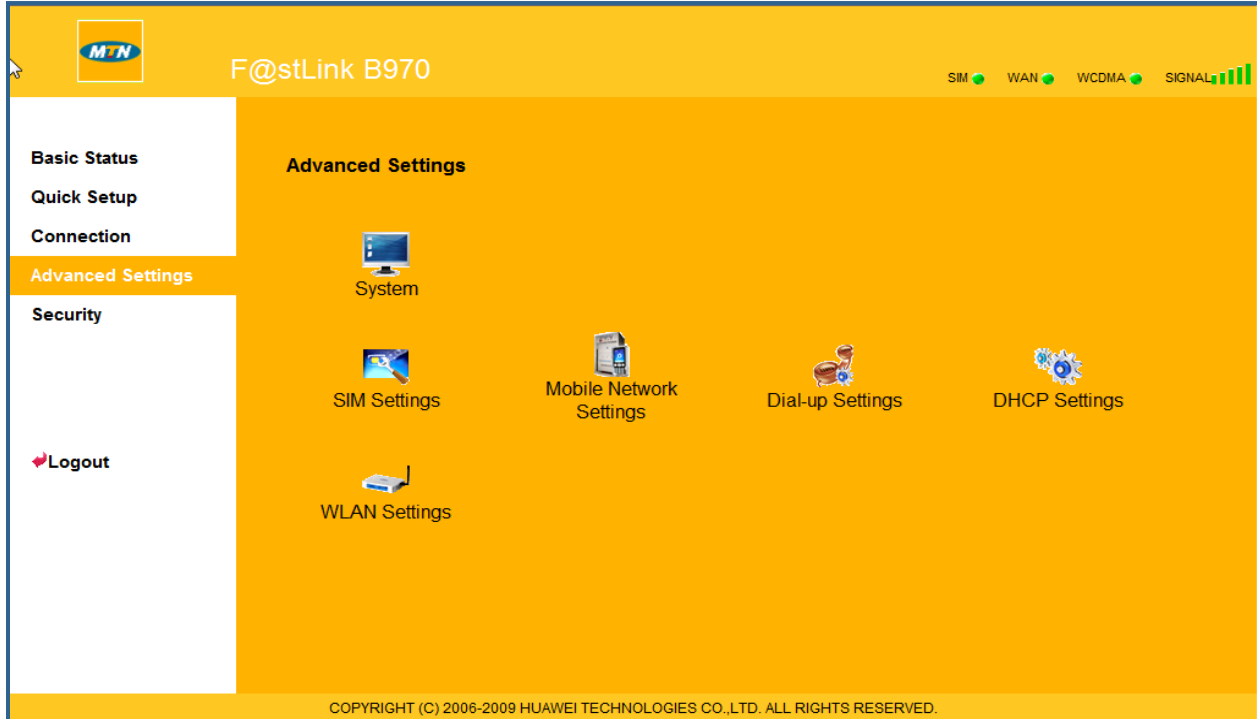 MTN
F@stLink B970
SIM WAN WCDMA SIGNAL
Basic Status
Quick Setup
Connection
Advanced Settings
Security
Logout
Advanced Settings
System
SIM Settings
Mobile Network
Settings
Dial-up Settings
DHCP Settings
WLAN Settings
COPYRIGHT (C) 2006-2009 HUAWEI TECHNOLOGIES CO.,LTD. ALL RIGHTS RESERVED.